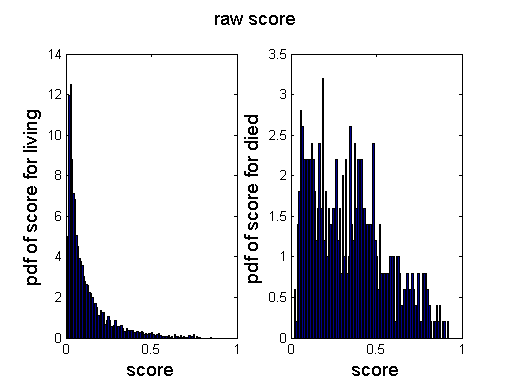 raw score
pdf of score for living
14
12
10
8
6
4
2
0
0 0.5 1
score
pdf of score for died
3.5
3
2.5
2
1.5
1
0.5
0
0 0.5 1
score